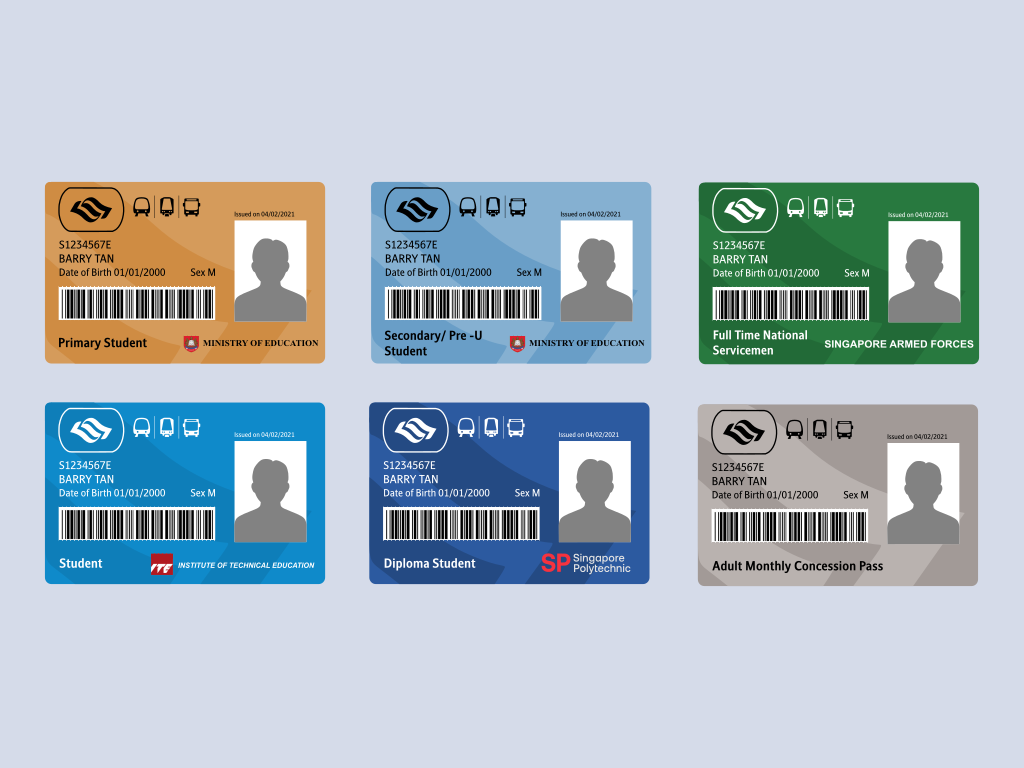 Issued on 04/02/2021
S1234567E
BARRY TAN
Date of Birth 01/01/2000 Sex M
Primary Student
MINISTRY OF EDUCATION
Issued on 04/02/2021
S1234567E
BARRY TAN
Date of Birth 01/01/2000 Sex M
Secondary/ Pre -U
Student
MINISTRY OF EDUCATION
Issued on 04/02/2021
S1234567E
BARRY TAN
Date of Birth 01/01/2000 Sex M
Full Time National
Servicemen
SINGAPORE ARMED FORCES
Issued on 04/02/2021
S1234567E
BARRY TAN
Date of Birth 01/01/2000 Sex M
Student
ITE INSTITUTE OF TECHNICAL EDUCATION
Issued on 04/02/2021
S1234567E
BARRY TAN
Date of Birth 01/01/2000 Sex M
Diploma Student
SP Singapore
Polytechnic
Issued on 04/02/2021
S1234567E
BARRY TAN
Date of Birth 01/01/2000 Sex M
Adult Monthly Concession Pass